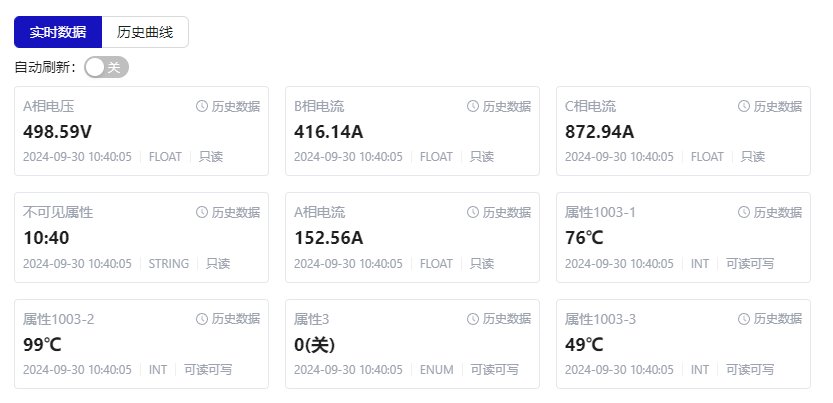 实时数据 历史曲线
自动刷新: 关
A相电压 历史数据
498.59V
2024-09-30 10:40:05 FLOAT 只读
B相电流 历史数据
416.14A
2024-09-30 10:40:05 FLOAT 只读
C相电流 历史数据
872.94A
2024-09-30 10:40:05 FLOAT 只读
不可见属性 历史数据
10:40
2024-09-30 10:40:05 STRING 只读
A相电流 历史数据
152.56A
2024-09-30 10:40:05 FLOAT 只读
属性1003-1 历史数据
76℃
2024-09-30 10:40:05 INT 可读可写
属性1003-2 历史数据
99℃
2024-09-30 10:40:05 INT 可读可写
属性3 历史数据
0(关)
2024-09-30 10:40:05 ENUM 可读可写
属性1003-3 历史数据
49℃
2024-09-30 10:40:05 INT 可读可写